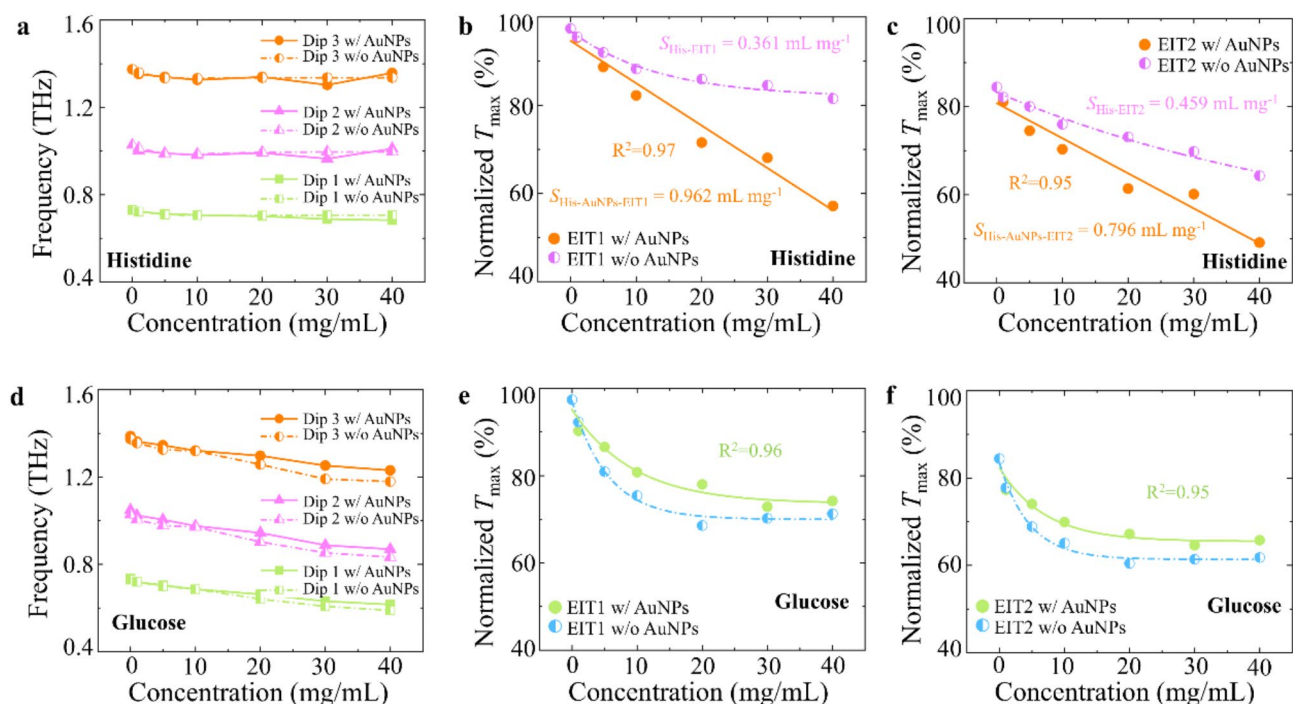 a
1.6
1.2
0.8
0.4
Frequency (THz)
Dip 3 w/ AuNPs
Dip 3 w/o AuNPs
Dip 2 w/ AuNPs
Dip 2 w/o AuNPs
Dip 1 w/ AuNPs
Dip 1 w/o AuNPs
Histidine
0 10 20 30 40
Concentration (mg/mL)
b
100
80
60
40
Normalized Tmax (%)
SHis-EIT1 = 0.361 mL mg-1
R2=0.97
SHis-AuNPs-EIT1 = 0.962 mL mg-1
EIT1 w/ AuNPs
EIT1 w/o AuNPs
Histidine
0 10 20 30 40
Concentration (mg/mL)
c
100
80
60
40
Normalized Tmax (%)
EIT2 w/ AuNPs
EIT2 w/o AuNPs
SHis-EIT2 = 0.459 mL mg-1
R2=0.95
SHis-AuNPs-EIT2 = 0.796 mL mg-1
Histidine
0 10 20 30 40
Concentration (mg/mL)
d
1.6
1.2
0.8
0.4
Frequency (THz)
Dip 3 w/ AuNPs
Dip 3 w/o AuNPs
Dip 2 w/ AuNPs
Dip 2 w/o AuNPs
Dip 1 w/ AuNPs
Dip 1 w/o AuNPs
Glucose
0 10 20 30 40
Concentration (mg/mL)
e
100
80
60
40
Normalized Tmax (%)
R2=0.96
EIT1 w/ AuNPs
EIT1 w/o AuNPs
Glucose
0 10 20 30 40
Concentration (mg/mL)
f
100
80
60
40
Normalized Tmax (%)
R2=0.95
EIT2 w/ AuNPs
EIT2 w/o AuNPs
Glucose
0 10 20 30 40
Concentration (mg/mL)